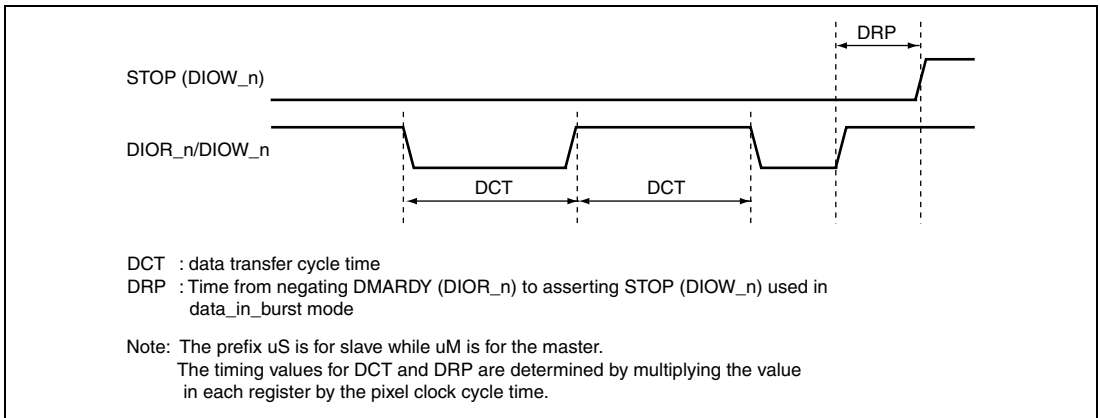 DRP
STOP (DIOW_n)
DIOR_n/DIOW_n
DCT DCT
DCT : data transfer cycle time
DRP : Time from negating DMARDY (DIOR_n) to asserting STOP (DIOW_n) used in
data_in_burst mode
Note: The prefix uS is for slave while uM is for the master.
The timing values for DCT and DRP are determined by multiplying the value
in each register by the pixel clock cycle time.